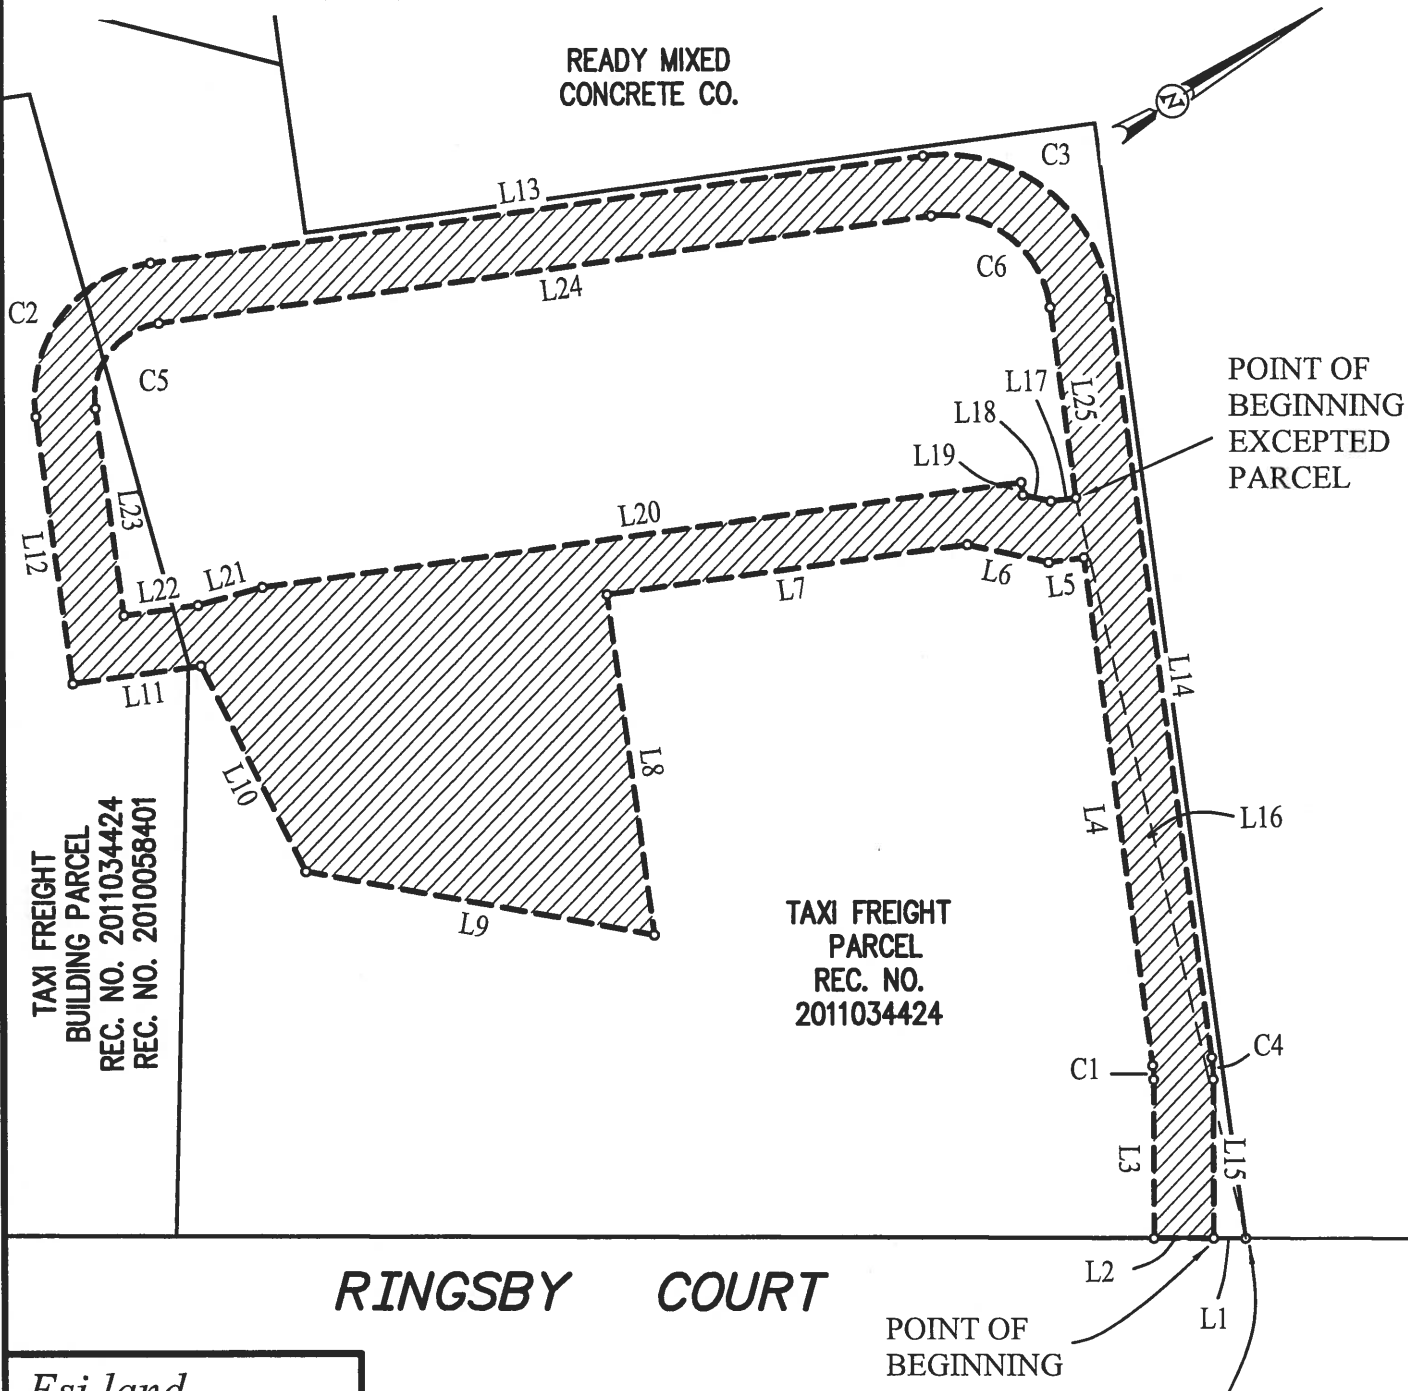 READY MIXED
CONCRETE CO.
N
C3
L13
C2
L24
C6
C5
L17
L25
L18
L19
POINT OF
BEGINNING
EXCEPTED
PARCEL
L23
L12
L20
L22
L21
L7
L6
L5
L11
L14
L10
L8
L4
L16
L9
TAXI FREIGHT
BUILDING PARCEL
REC. NO. 2011034424
REC. NO. 2010058401
TAXI FREIGHT
PARCEL
REC. NO.
2011034424
C1
C4
L3
L15
L2
L1
RINGSBY COURT
POINT OF
BEGINNING